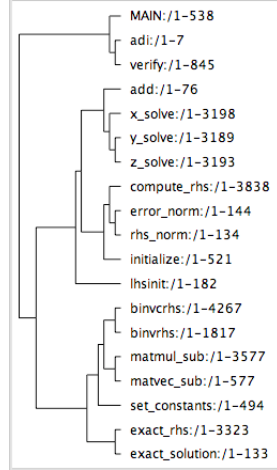 MAIN:/1-538
adi:/1-7
verify:/1-845
add:/1-76
x_solve:/1-3198
y_solve:/1-3189
z_solve:/1-3193
compute_rhs:/1-3838
error_norm:/1-144
rhs_norm:/1-134
initialize:/1-521
lhsinit:/1-182
binvcrhs:/1-4267
binvrhs:/1-1817
matmul_sub:/1-3577
matvec_sub:/1-577
set_constants:/1-494
exact_rhs:/1-3323
exact_solution:/1-133